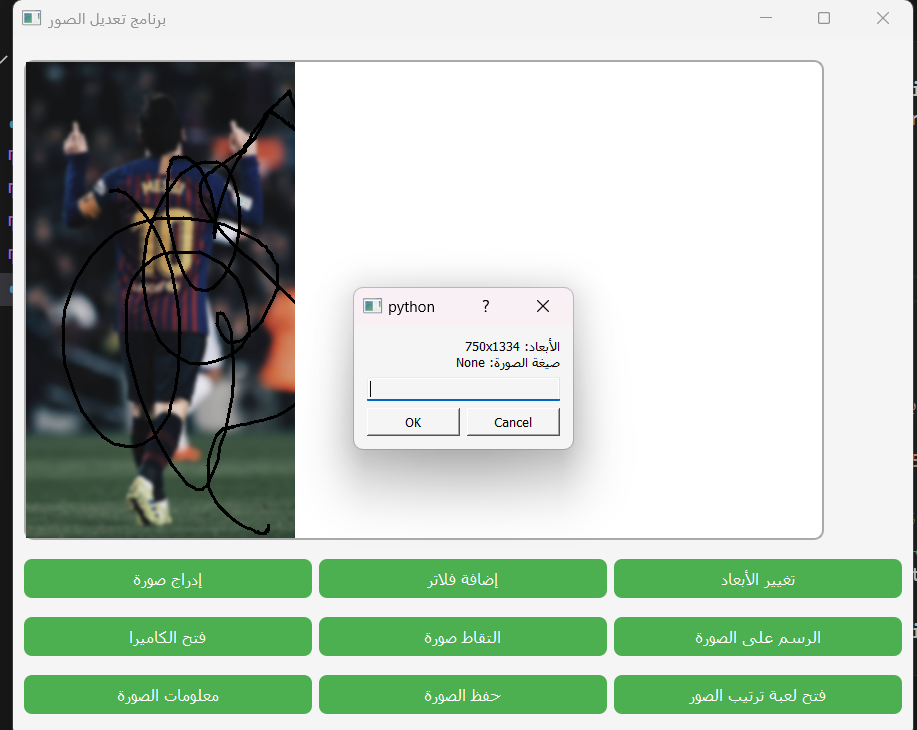 برنامج تعديل الصور
10
python
?
الأبعاد: 750x1334
صيغة الصورة: None
OK
Cancel
تغيير الأبعاد
إضافة فلاتر
إدراج صورة
الرسم على الصورة
التقاط صورة
فتح الكاميرا
فتح لعبة ترتيب الصور
حفظ الصورة
معلومات الصورة